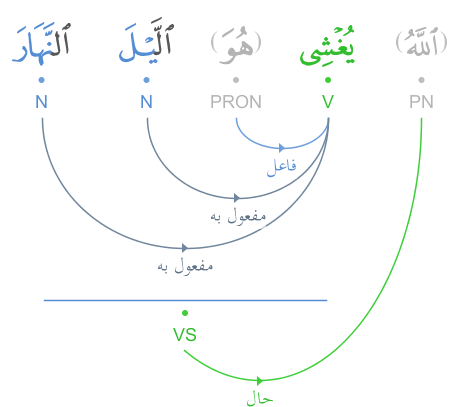 (ٱللَّهُ) يُغْشِى (هُوَ) ٱلَّيْلَ ٱلنَّهَارَ
PN V PRON N N
فاعل
مفعول به
مفعول به
VS
حال